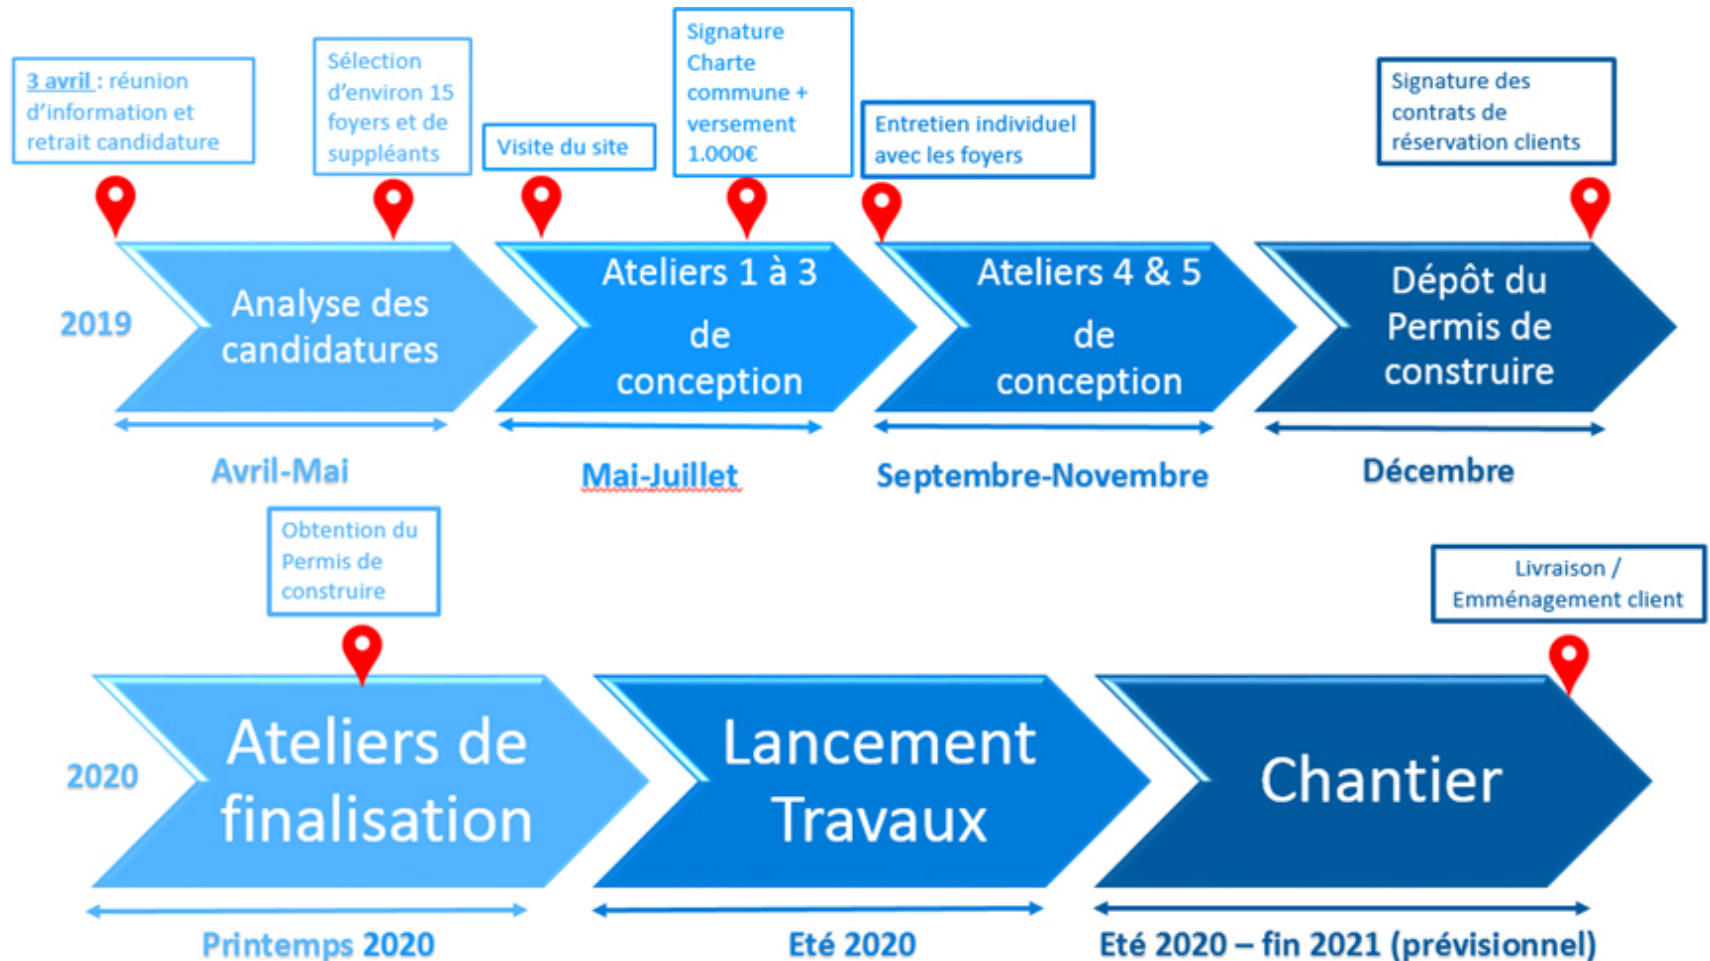 3 avril : réunion
d'information et
retrait candidature
Sélection
d'environ 15
foyers et de
suppléants
Visite du site
Signature
Charte
commune +
versement
1.000€
Entretien individuel
avec les foyers
Signature des
contrats de
réservation clients
2019
Analyse des
candidatures
Ateliers 1 à 3
de
conception
Ateliers 4 & 5
de
conception
Dépôt du
Permis de
construire
Avril-Mai
Mai-Juillet
Septembre-Novembre
Décembre
Obtention du
Permis de
construire
Livraison /
Emménagement client
2020
Ateliers de
finalisation
Lancement
Travaux
Chantier
Printemps 2020
Eté 2020
Eté 2020 – fin 2021 (prévisionnel)